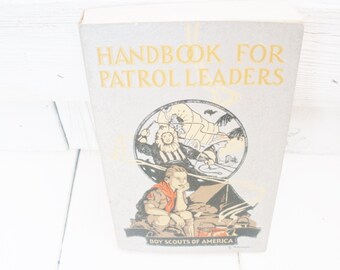 HANDBOOK FOR
PATROL LEADERS
BOY SCOUTS OF AMERICA